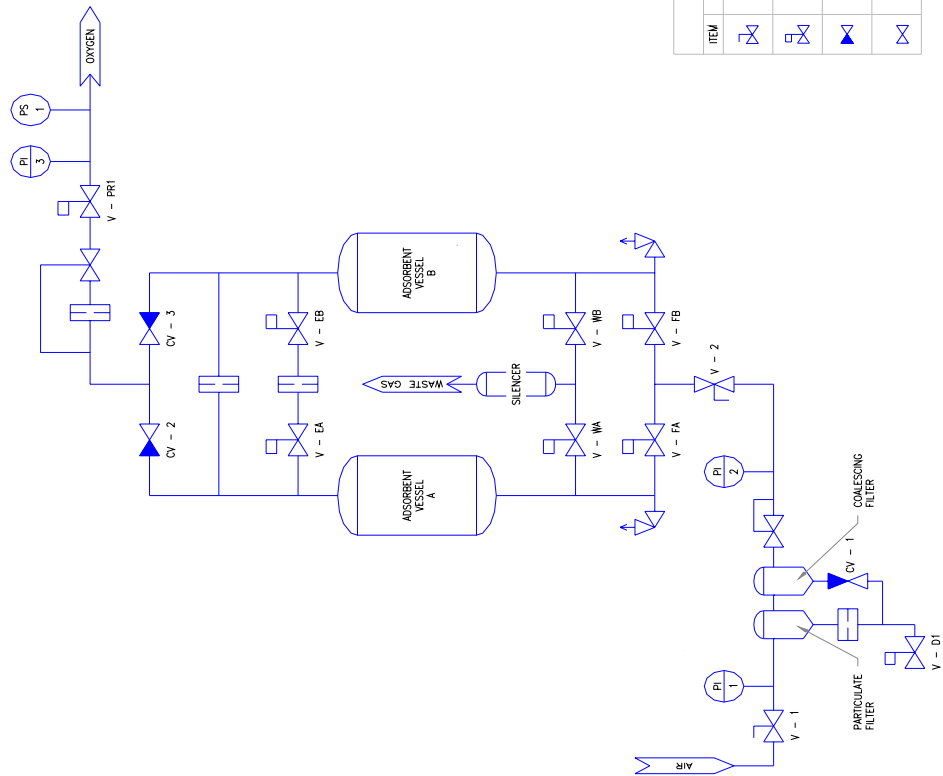 OXYGEN
PS
1
PI
3
V - PR1
CV - 3
CV - 2
V - EB
V - EA
ADSORBENT
VESSEL
B
ADSORBENT
VESSEL
A
WASTE GAS
SILENCER
V - WB
V - WA
V - FB
V - FA
V - 2
PI
2
COALESCING
FILTER
CV - 1
PARTICULATE
FILTER
V - D1
PI
1
V - 1
AIR
ITEM